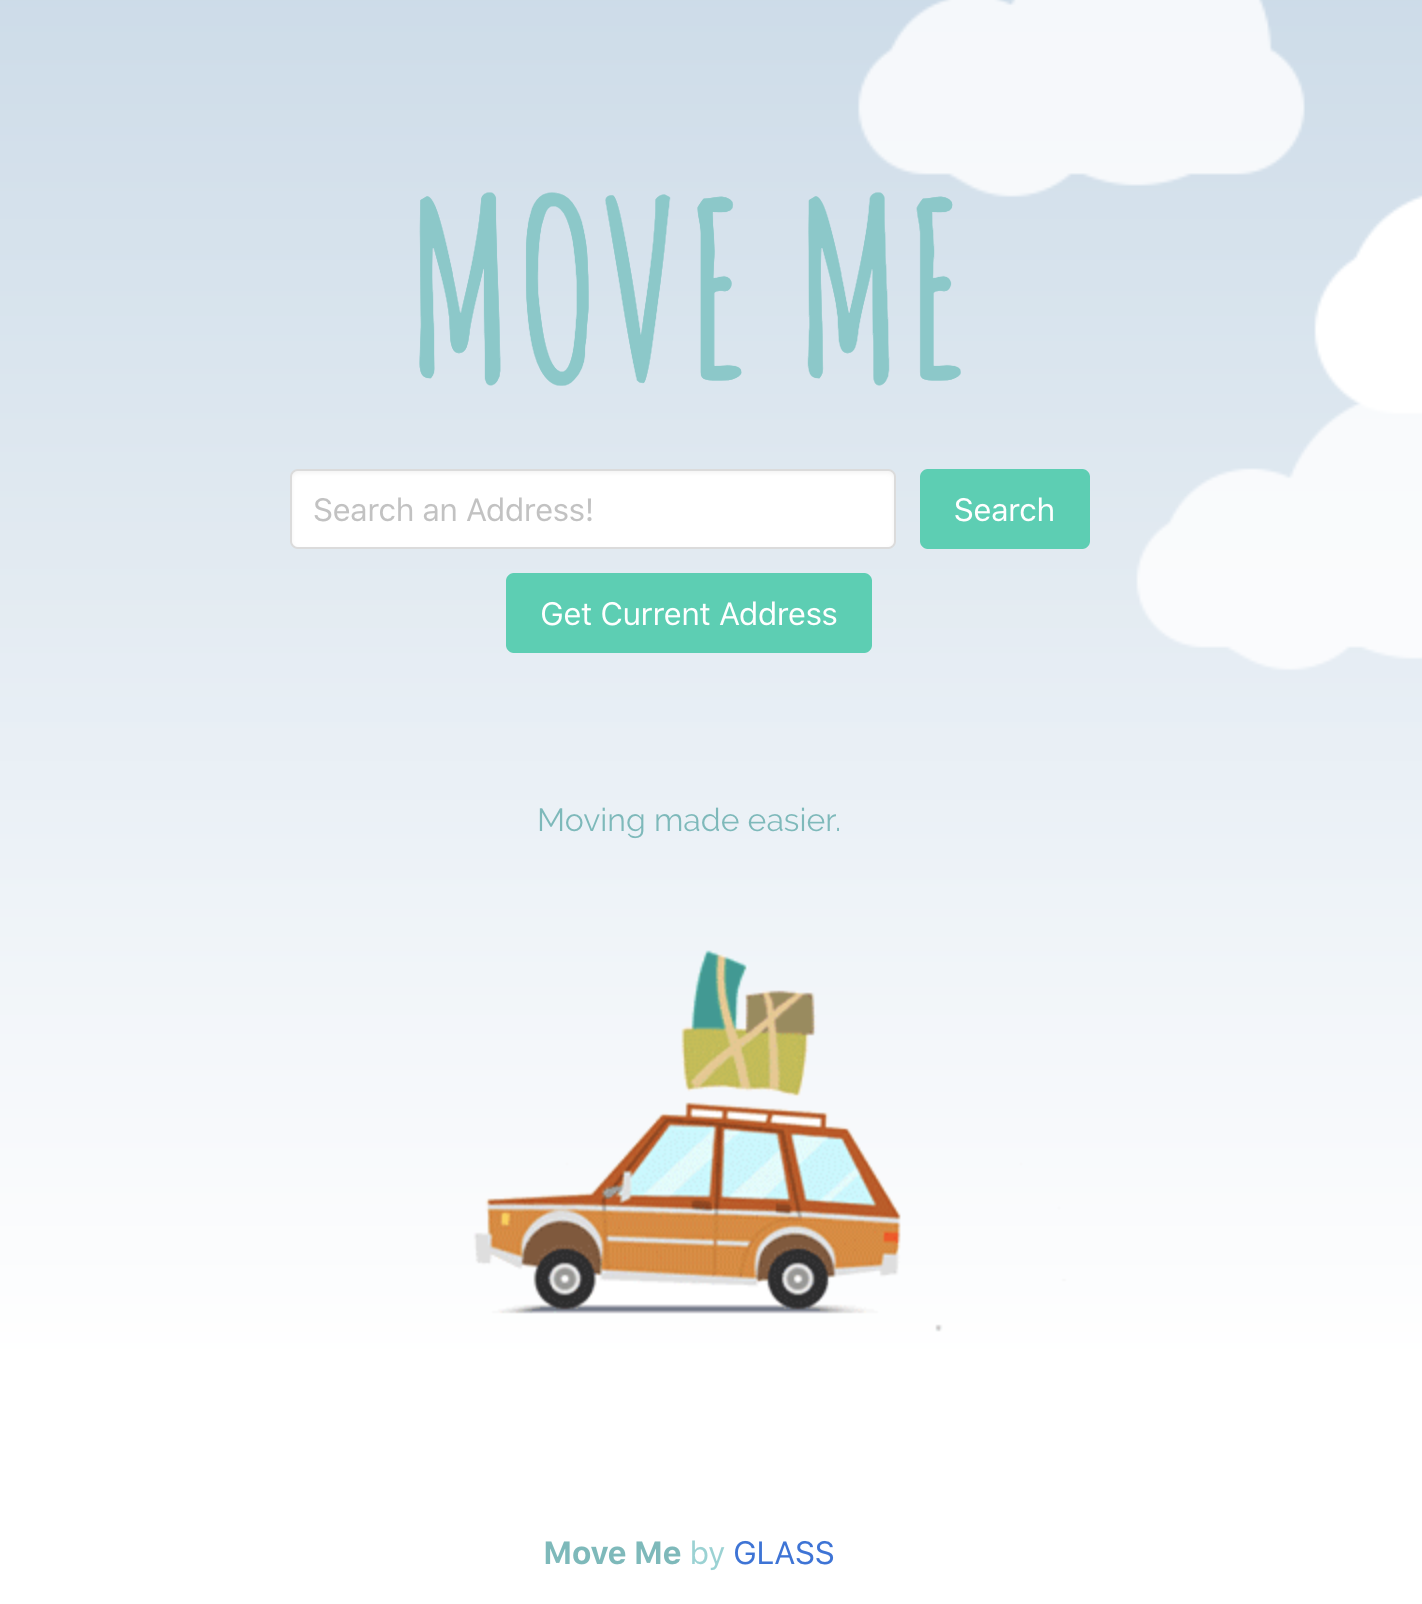 MOVE ME
Search an Address!
Search
Get Current Address
Moving made easier.
Move Me by GLASS